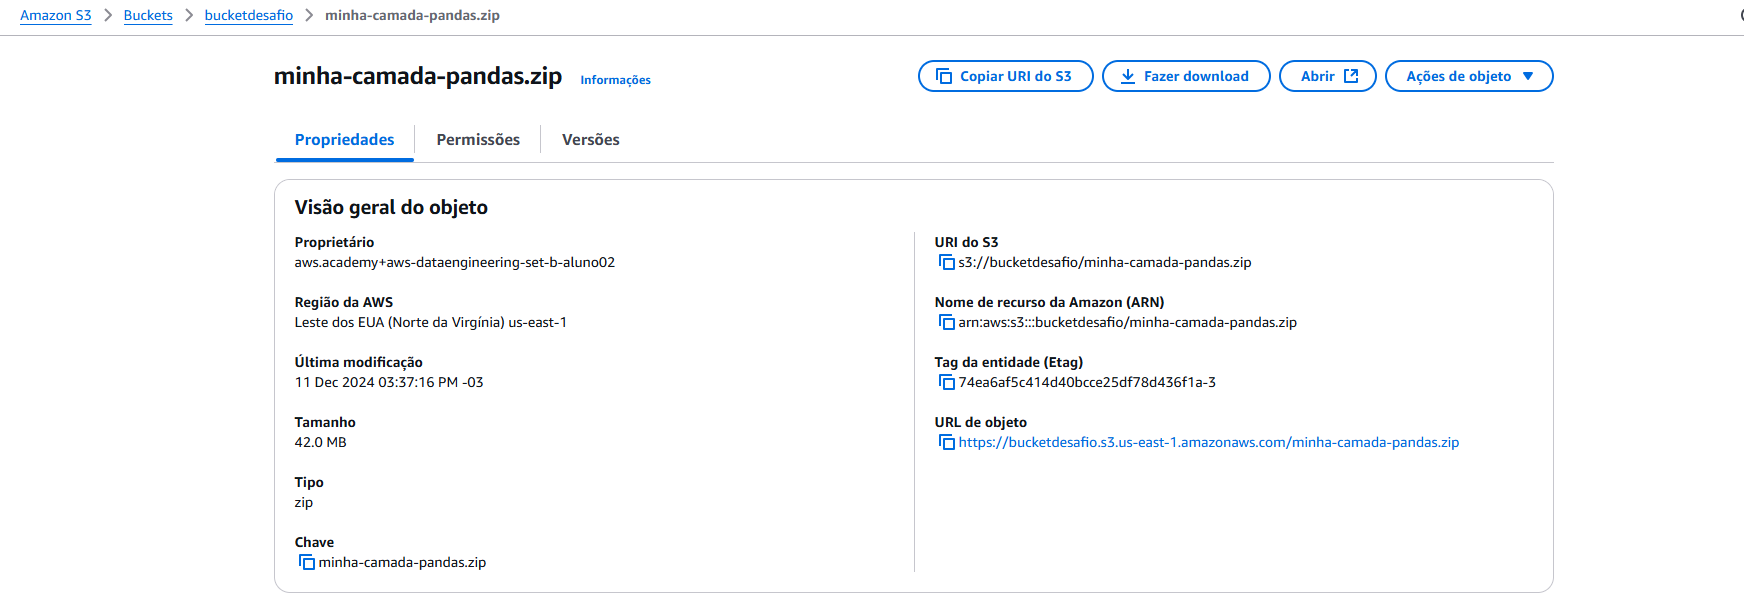 Amazon S3 > Buckets > bucketdesafio > minha-camada-pandas.zip
minha-camada-pandas.zip Informações
Copiar URI do S3 Fazer download Abrir Ações de objeto
Propriedades Permissões Versões
Visão geral do objeto
Proprietário
aws.academy+aws-dataengineering-set-b-aluno02
Região da AWS
Leste dos EUA (Norte da Virgínia) us-east-1
Última modificação
11 Dec 2024 03:37:16 PM -03
Tamanho
42.0 MB
Tipo
zip
Chave
minha-camada-pandas.zip
URI do S3
s3://bucketdesafio/minha-camada-pandas.zip
Nome de recurso da Amazon (ARN)
arn:aws:s3:::bucketdesafio/minha-camada-pandas.zip
Tag da entidade (Etag)
74ea6af5c414d40bcce25df78d436f1a-3
URL de objeto
https://bucketdesafio.s3.us-east-1.amazonaws.com/minha-camada-pandas.zip